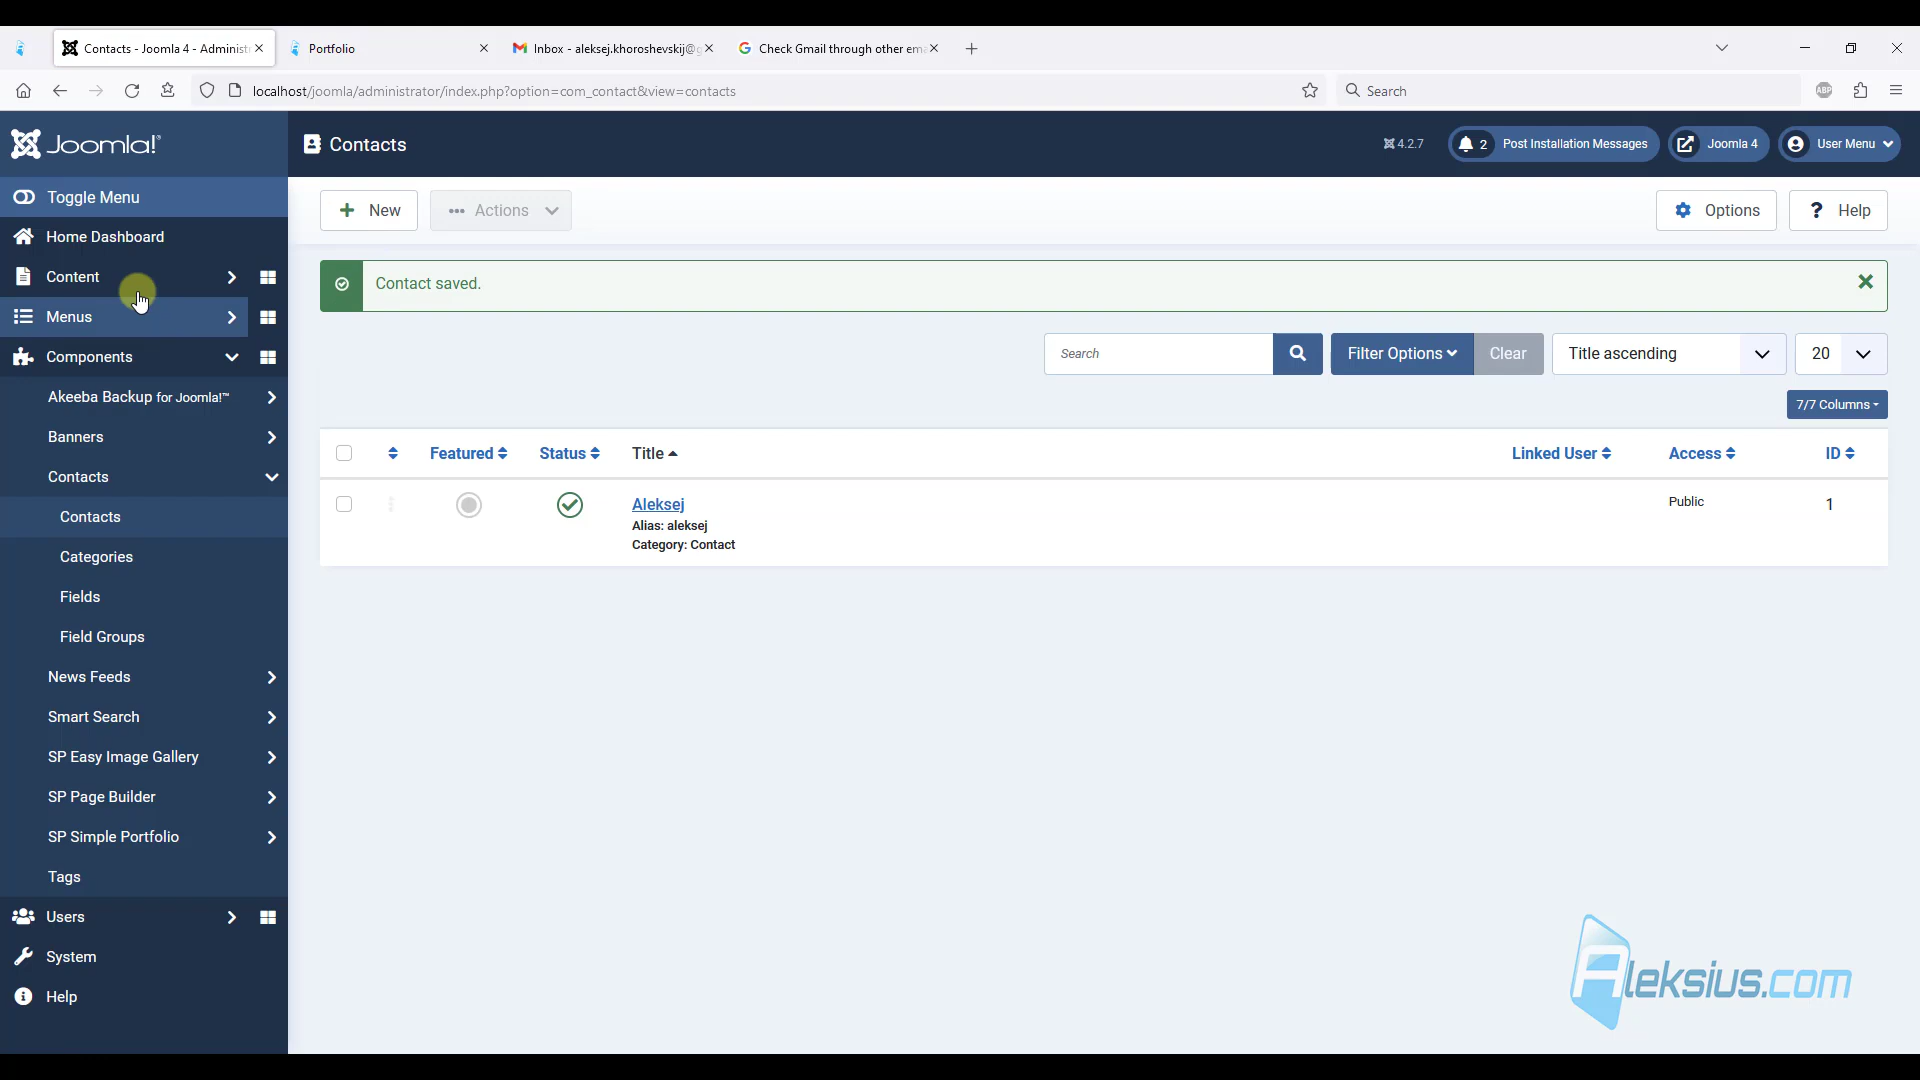 Contacts - Joomla 4 - Administ
Portfolio
Inbox - aleksej.khoroshevskij@g
Check Gmail through other ema
localhost/joomla/administrator/index.php?option=com_contact&view=contacts
Search
ABP
Joomla!®
Contacts
4.2.7
2
Post Installation Messages
Joomla 4
User Menu
Toggle Menu
New
Actions
Options
? Help
Home Dashboard
Content
Contact saved.
Menus
Components
Search
Filter Options
Clear
Title ascending
20
Akeeba Backup for Joomla!™
7/7 Columns
Banners
Featured
Status
Title
Linked User
Access
ID
Contacts
Aleksej
Public
1
Contacts
Alias: aleksej
Category: Contact
Categories
Fields
Field Groups
News Feeds
Smart Search
SP Easy Image Gallery
SP Page Builder
SP Simple Portfolio
Tags
Users
System
Help
Aleksius.com